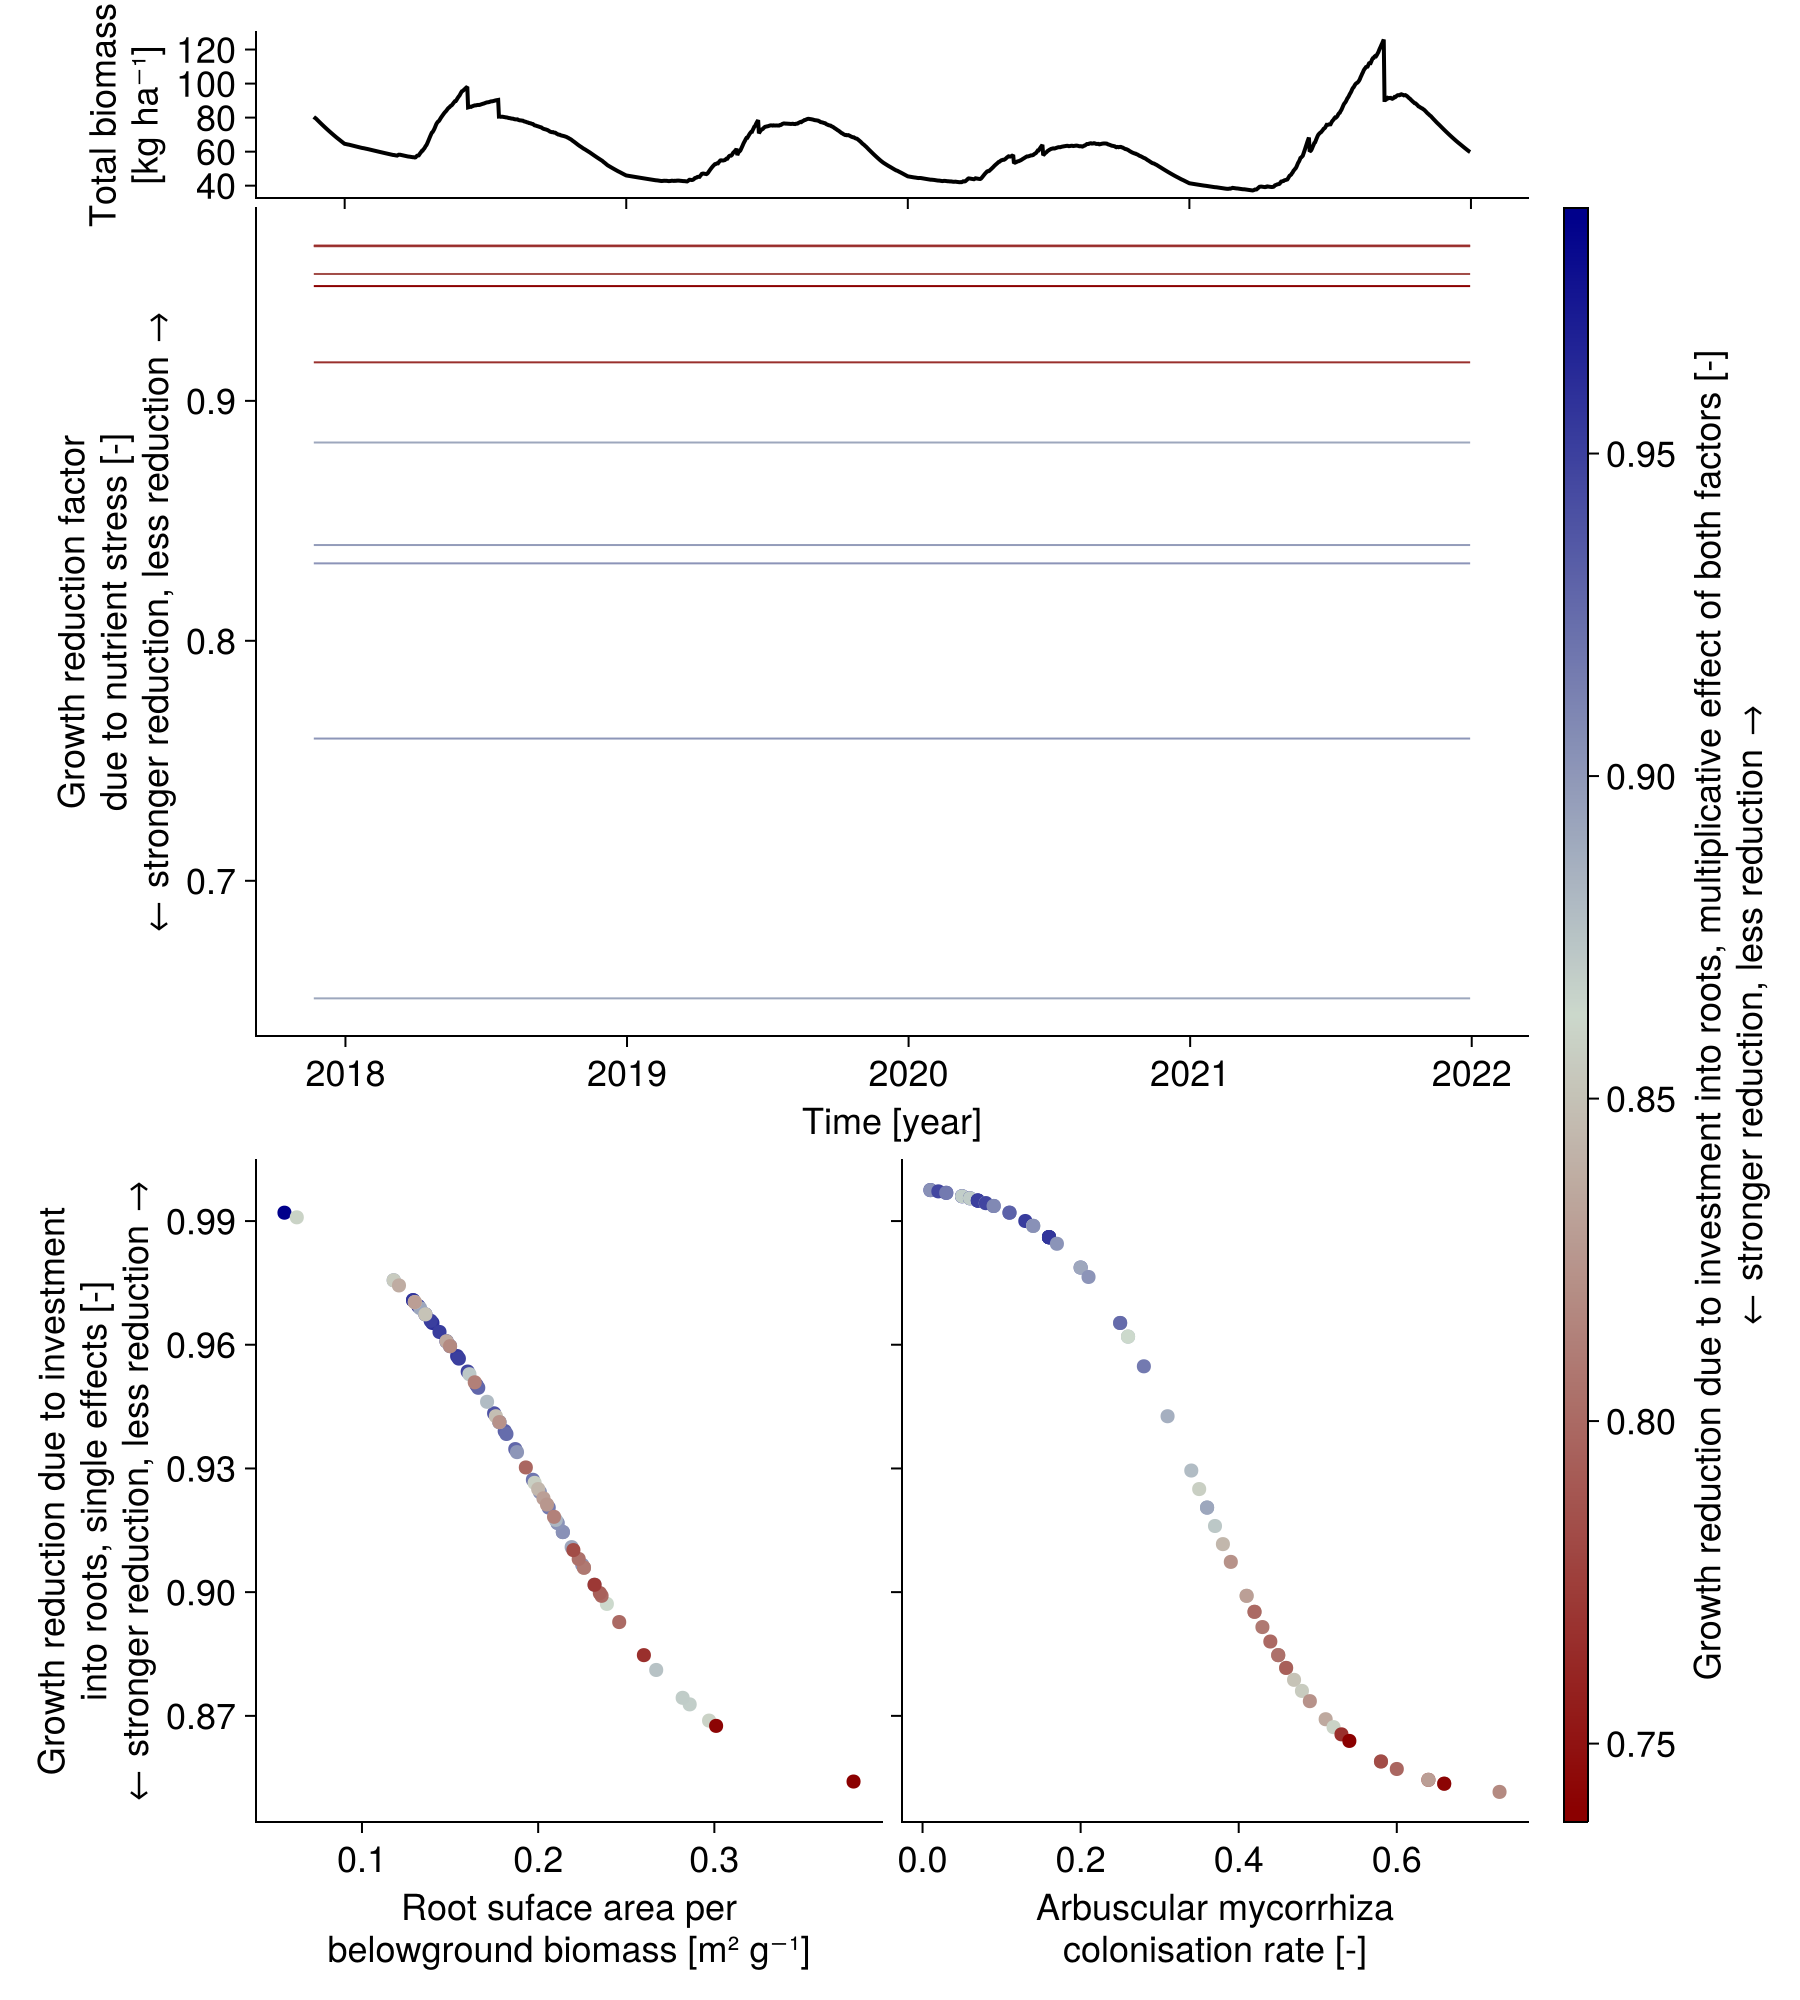 Total biomass
[kg ha⁻¹]
120
100
80
60
40
Growth reduction factor
due to nutrient stress [-]
← stronger reduction, less reduction →
0.9
0.8
0.7
2018
2019
2020
2021
2022
Time [year]
Growth reduction due to investment
into roots, single effects [-]
← stronger reduction, less reduction →
0.99
0.96
0.93
0.90
0.87
0.1
0.2
0.3
Root suface area per
belowground biomass [m² g⁻¹]
0.0
0.2
0.4
0.6
Arbuscular mycorrhiza
colonisation rate [-]
0.95
0.90
0.85
0.80
0.75
Growth reduction due to investment into roots, multiplicative effect of both factors [-]
← stronger reduction, less reduction →